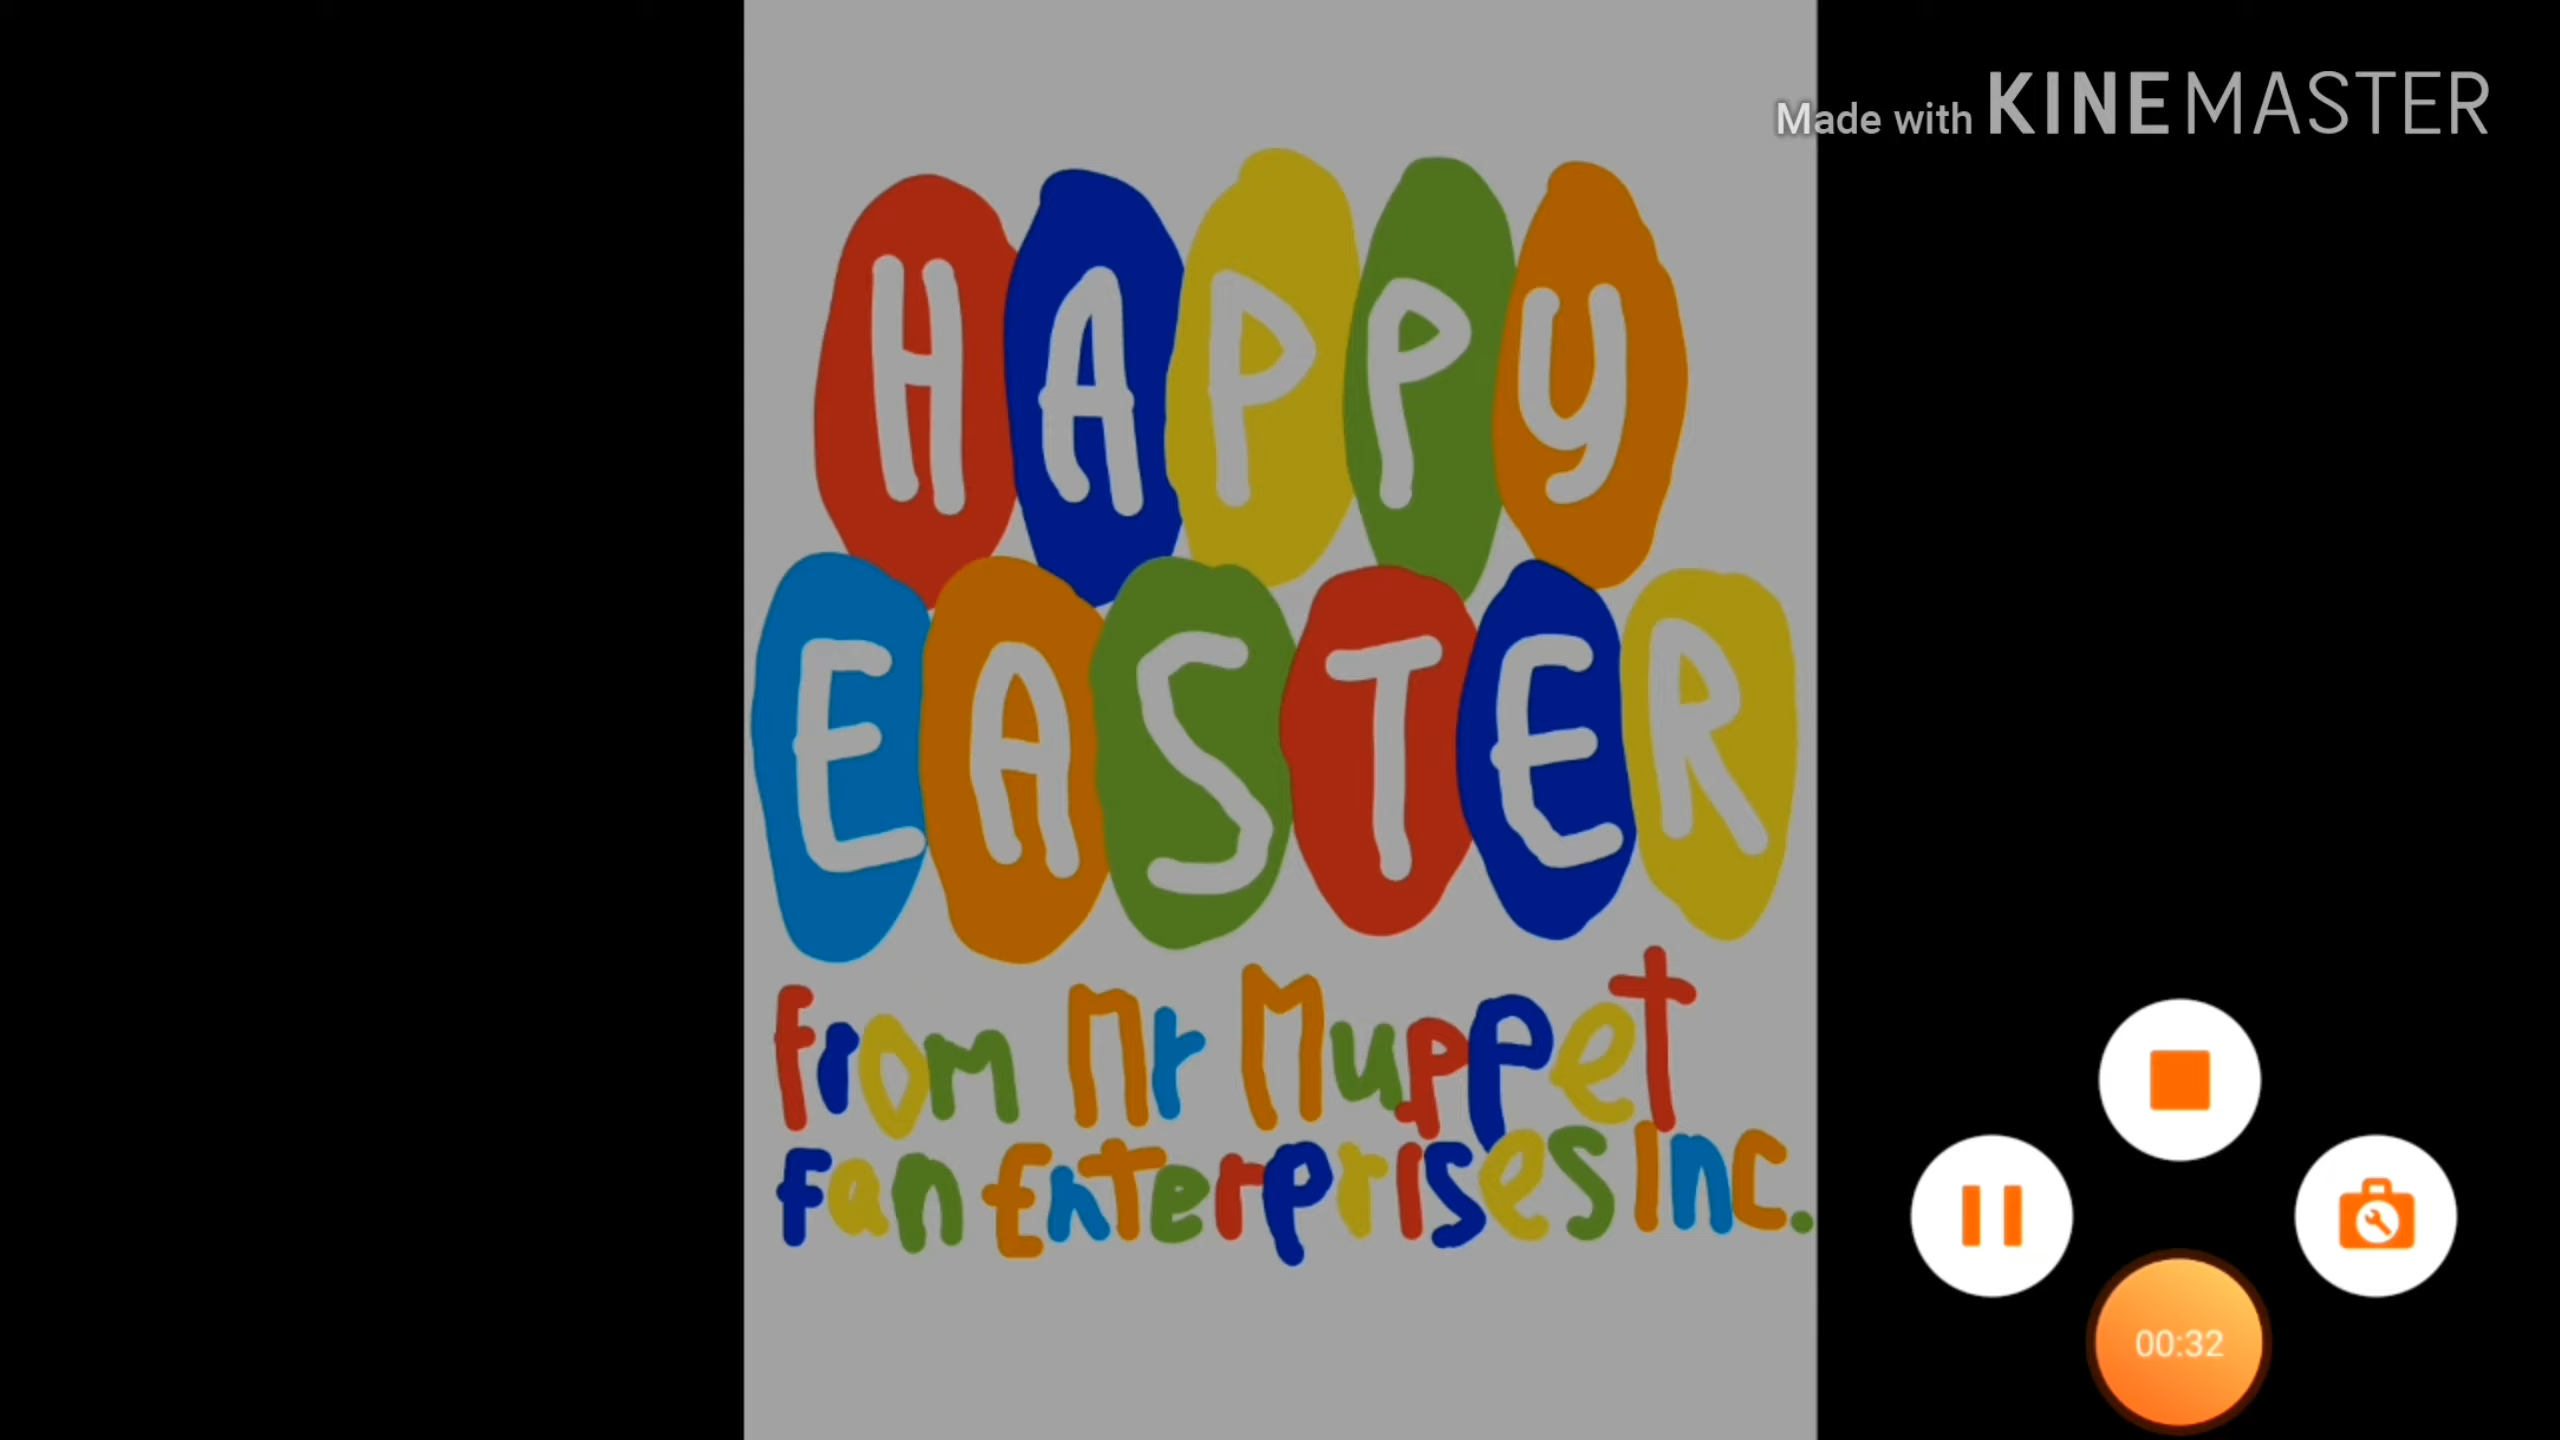 Made with KINEMASTER
HAPPY
EASTER
from Mr Muppet
Fan Enterprises Inc.
00:32